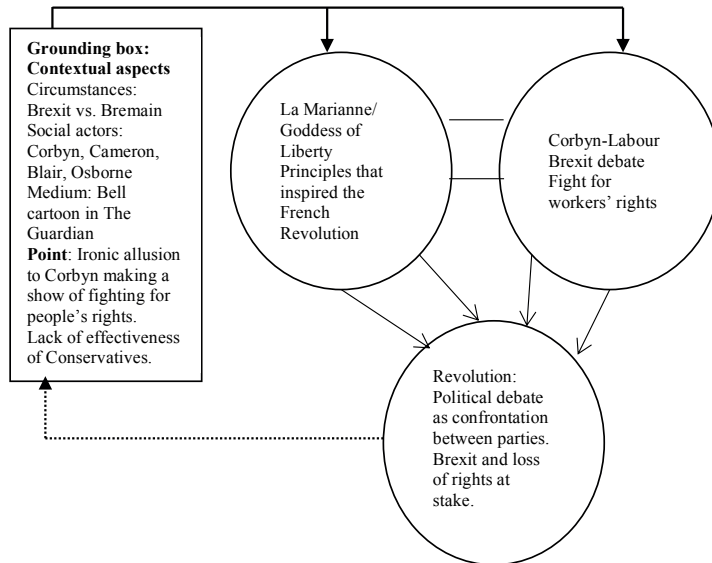 Grounding box:
Contextual aspects
Circumstances:
Brexit vs. Bremain
Social actors:
Corbyn, Cameron,
Blair, Osborne
Medium: Bell
cartoon in The
Guardian
Point: Ironic allusion
to Corbyn making a
show of fighting for
people’s rights.
Lack of effectiveness
of Conservatives.
La Marianne/
Goddess of
Liberty
Principles that
inspired the
French
Revolution
Corbyn-Labour
Brexit debate
Fight for
workers’ rights
Revolution:
Political debate
as confrontation
between parties.
Brexit and loss
of rights at
stake.